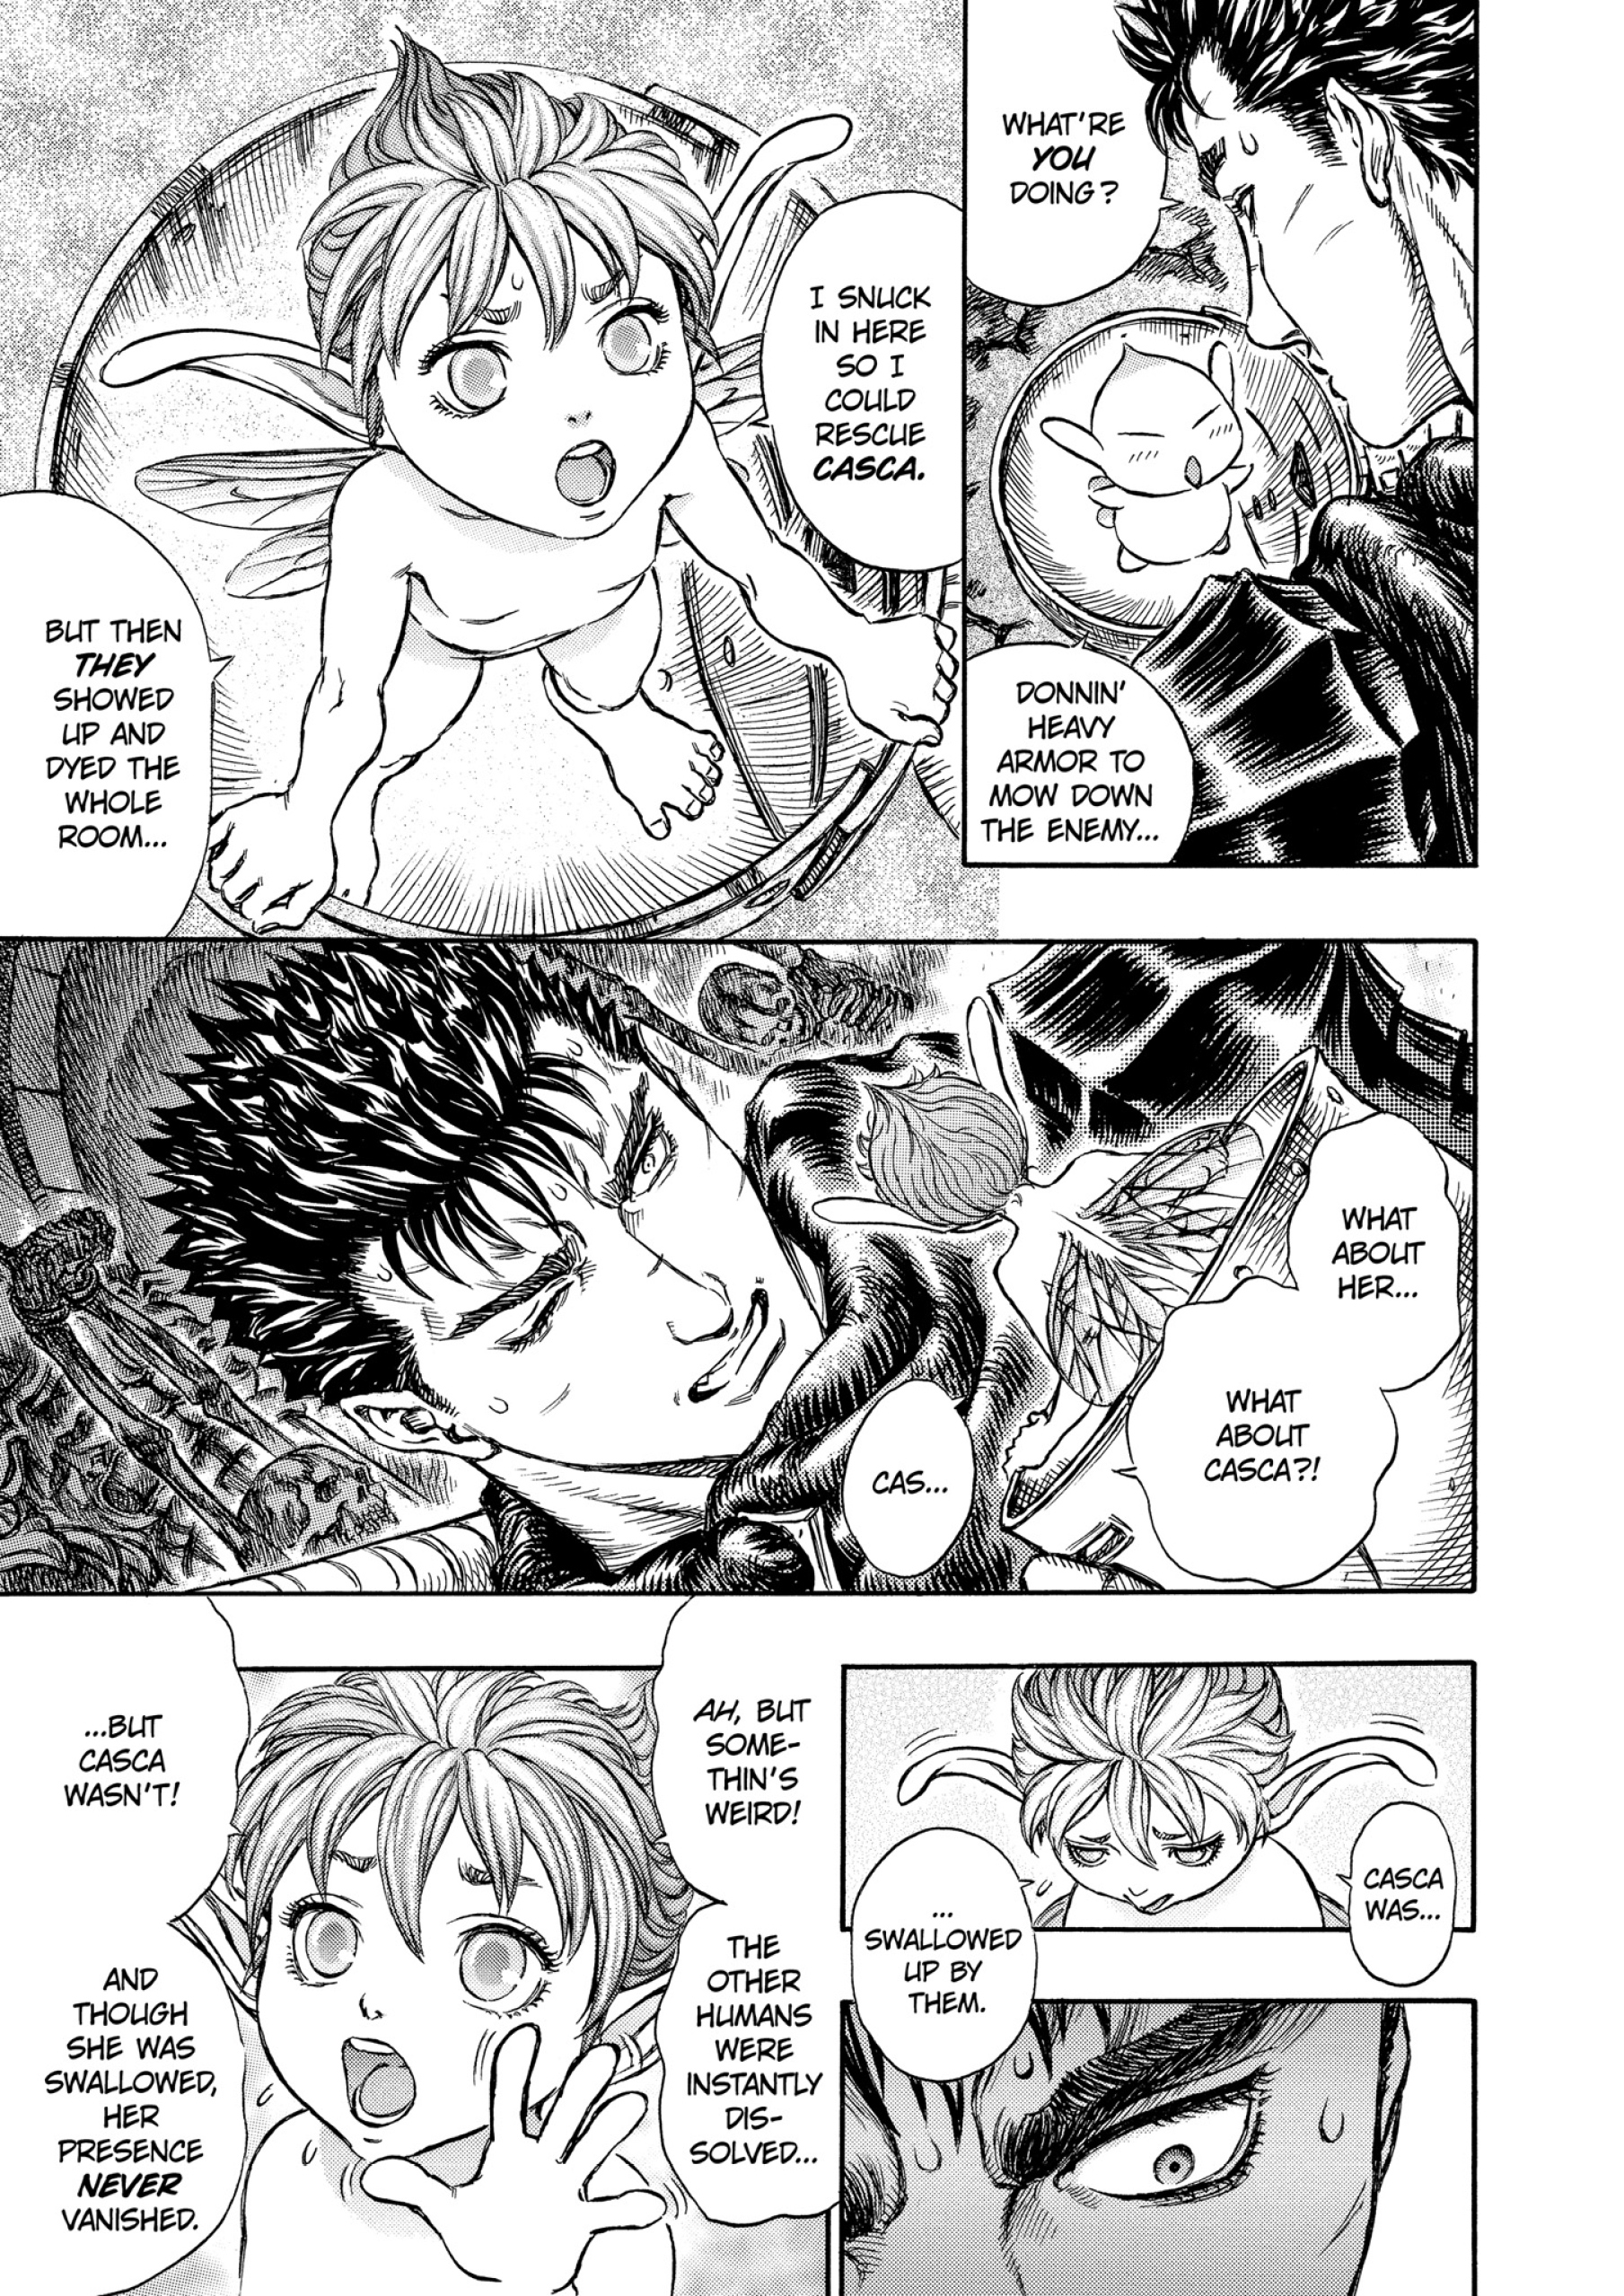 WHAT'RE
YOU
DOING?
DONNIN'
HEAVY
ARMOR TO
MOW DOWN
THE ENEMY...
I SNUCK
IN HERE
SO I
COULD
RESCUE
CASCA.
BUT THEN
THEY
SHOWED
UP AND
DYED THE
WHOLE
ROOM...
WHAT
ABOUT
HER...
WHAT
ABOUT
CASCA?!
CAS...
CASCA
WAS...
...
SWALLOWED
UP BY
THEM.
AH, BUT
SOME-
THIN'S
WEIRD!
THE
OTHER
HUMANS
WERE
INSTANTLY
DIS-
SOLVED...
...BUT
CASCA
WASN'T!
AND
THOUGH
SHE WAS
SWALLOWED,
HER
PRESENCE
NEVER
VANISHED.